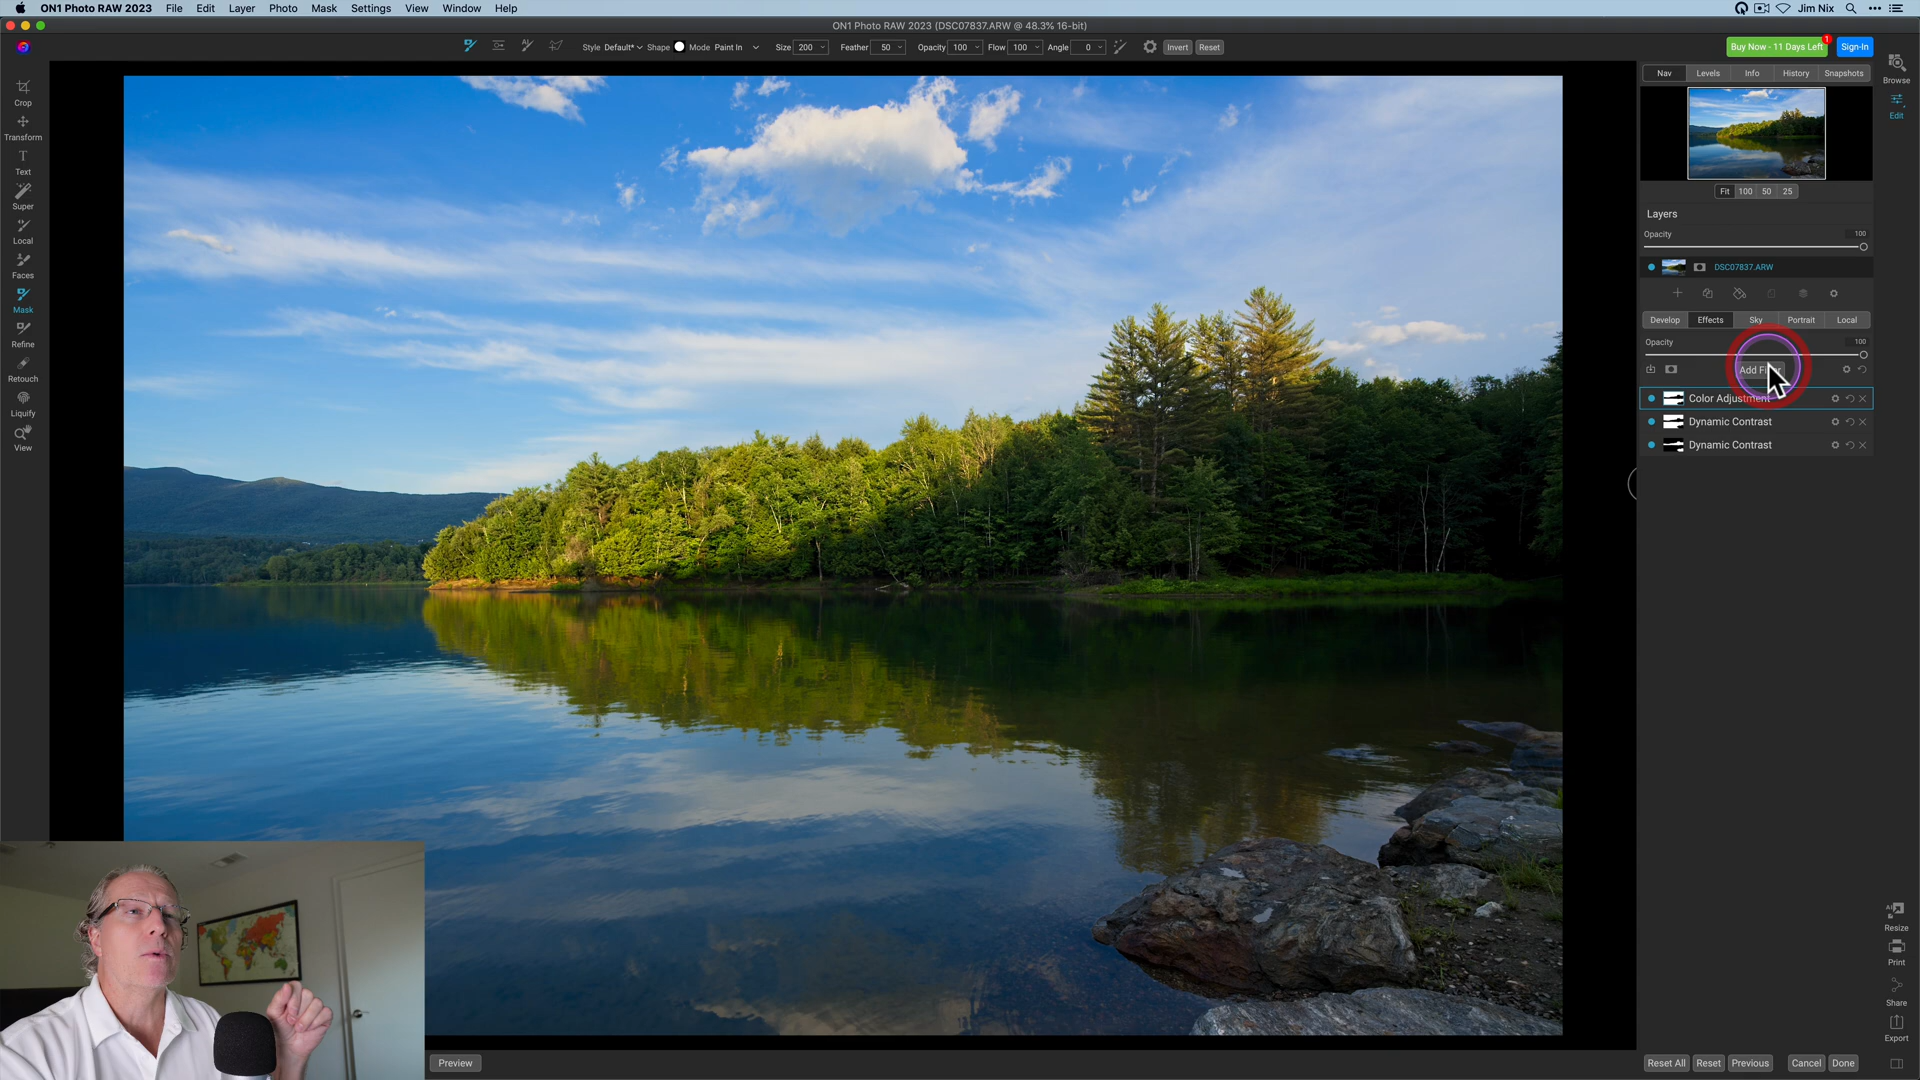 ON1 Photo RAW 2023 File Edit Layer Photo Mask Settings View Window Help Jim Nix
ON1 Photo RAW 2023 (DSC07837.ARW @ 48.3% 16-bit)
Style Default* Shape Mode Paint In Size 200 Feather 50 Opacity 100 Flow 100 Angle 0 Invert Reset
Buy Now - 11 Days Left 1 Sign-In
Crop
Transform
Text
Super
Local
Faces
Mask
Refine
Retouch
Liquify
View
Nav Levels Info History Snapshots
Browse
Edit
Fit 100 50 25
Layers
Opacity 100
DSC07837.ARW
Develop Effects Sky Portrait Local
Opacity 100
Add
Color Adjustment
Dynamic Contrast
Dynamic Contrast
AI
Resize
Print
Share
Export
Preview
Reset All Reset Previous Cancel Done